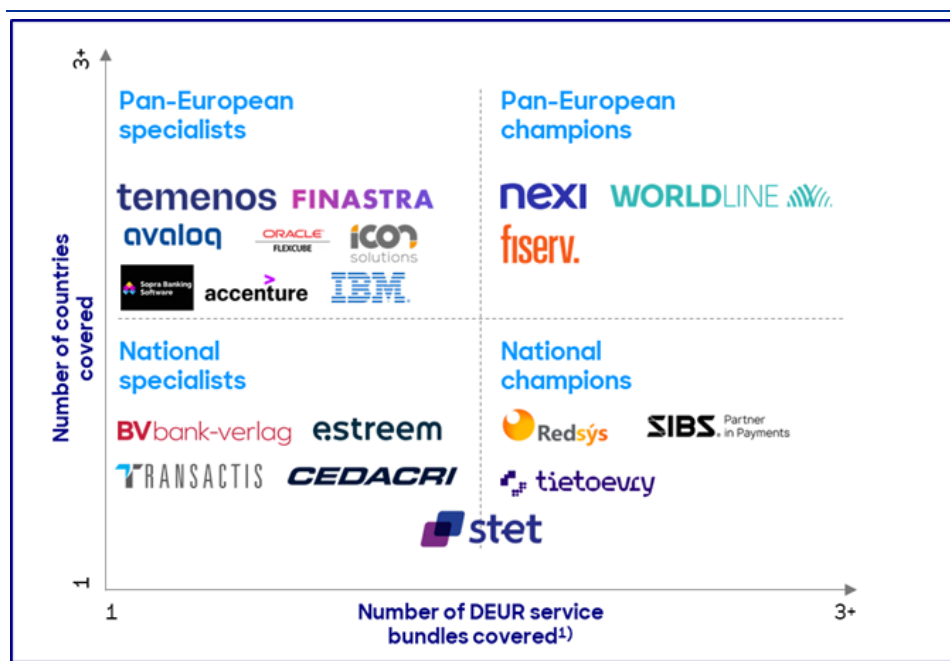 3+
Number of countries
covered
1
Pan-European
specialists
temenos FINASTRA
avaloq ORACLE
FLEXCUBE
icon
solutions
Sopra Banking
Software
accenture IBM
Pan-European
champions
nexi WORLDLINE
fiserv.
National
specialists
BV bank-verlag estreem
TRANSACTIS CEDACRI
National
champions
Redsýs SIBS. Partner
in Payments
tietoevry
stet
1
Number of DEUR service
bundles covered¹⁾
3+